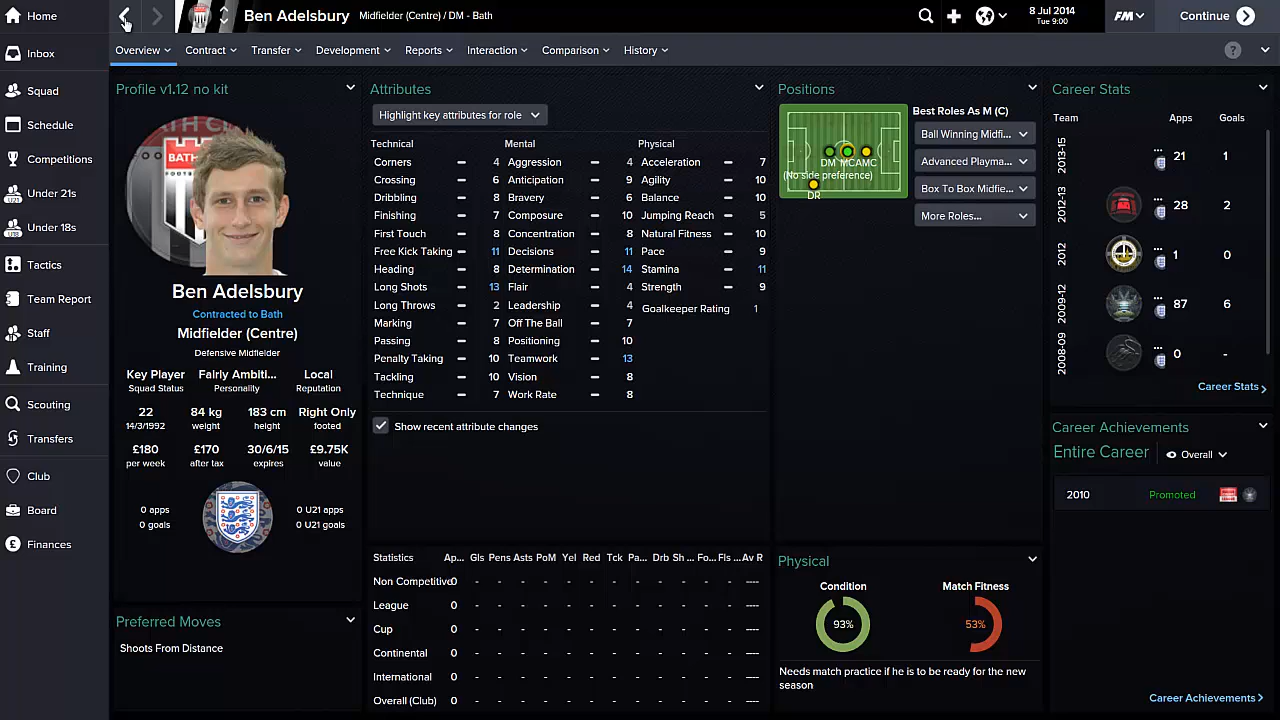 Home
Inbox
Squad
Schedule
Competitions
U21 Under 21s
U18 Under 18s
Tactics
Team Report
Staff
Training
Scouting
Transfers
Club
Board
Finances
Ben Adelsbury Midfielder (Centre) / DM - Bath
8 Jul 2014
Tue 9:00
FM
Continue
Overview Contract Transfer Development Reports Interaction Comparison History
?
Profile v1.12 no kit
BATH
Ben Adelsbury
Contracted to Bath
Midfielder (Centre)
Defensive Midfielder
Key Player Fairly Ambiti... Local
Squad Status Personality Reputation
22 84 kg 183 cm Right Only
14/3/1992 weight height footed
£180 £170 30/6/15 £9.75K
per week after tax expires value
0 apps 0 U21 apps
0 goals 0 U21 goals
Preferred Moves
Shoots From Distance
Attributes
Highlight key attributes for role
Technical Mental Physical
Corners 4 Aggression 4 Acceleration 7
Crossing 6 Anticipation 9 Agility 10
Dribbling 8 Bravery 6 Balance 10
Finishing 7 Composure 10 Jumping Reach 5
First Touch 8 Concentration 8 Natural Fitness 10
Free Kick Taking 11 Decisions 11 Pace 9
Heading 8 Determination 14 Stamina 11
Long Shots 13 Flair 4 Strength 9
Long Throws 2 Leadership 4 Goalkeeper Rating 1
Marking 7 Off The Ball 7
Passing 8 Positioning 10
Penalty Taking 10 Teamwork 13
Tackling 10 Vision 8
Technique 7 Work Rate 8
Show recent attribute changes
Statistics Ap... Gls Pens Asts PoM Yel Red Tck Pa... Drb Sh ... Fo... Fls ... Av R
Non Competitive 0 - - - - - - - - - - - - ----
League 0 - - - - - - - - - - - - ----
Cup 0 - - - - - - - - - - - - ----
Continental 0 - - - - - - - - - - - - ----
International 0 - - - - - - - - - - - - ----
Overall (Club) 0 - - - - - - - - - - - - ----
Positions
DM MC AMC
(No side preference)
DR
Best Roles As M (C)
Ball Winning Midfi...
Advanced Playma...
Box To Box Midfie...
More Roles...
Physical
Condition Match Fitness
93% 53%
Needs match practice if he is to be ready for the new
season
Career Stats
Team Apps Goals
2013-15 21 1
2012-13 28 2
2012 1 0
2009-12 87 6
2008-09 0 -
Career Stats
Career Achievements
Entire Career Overall
2010 Promoted
Career Achievements